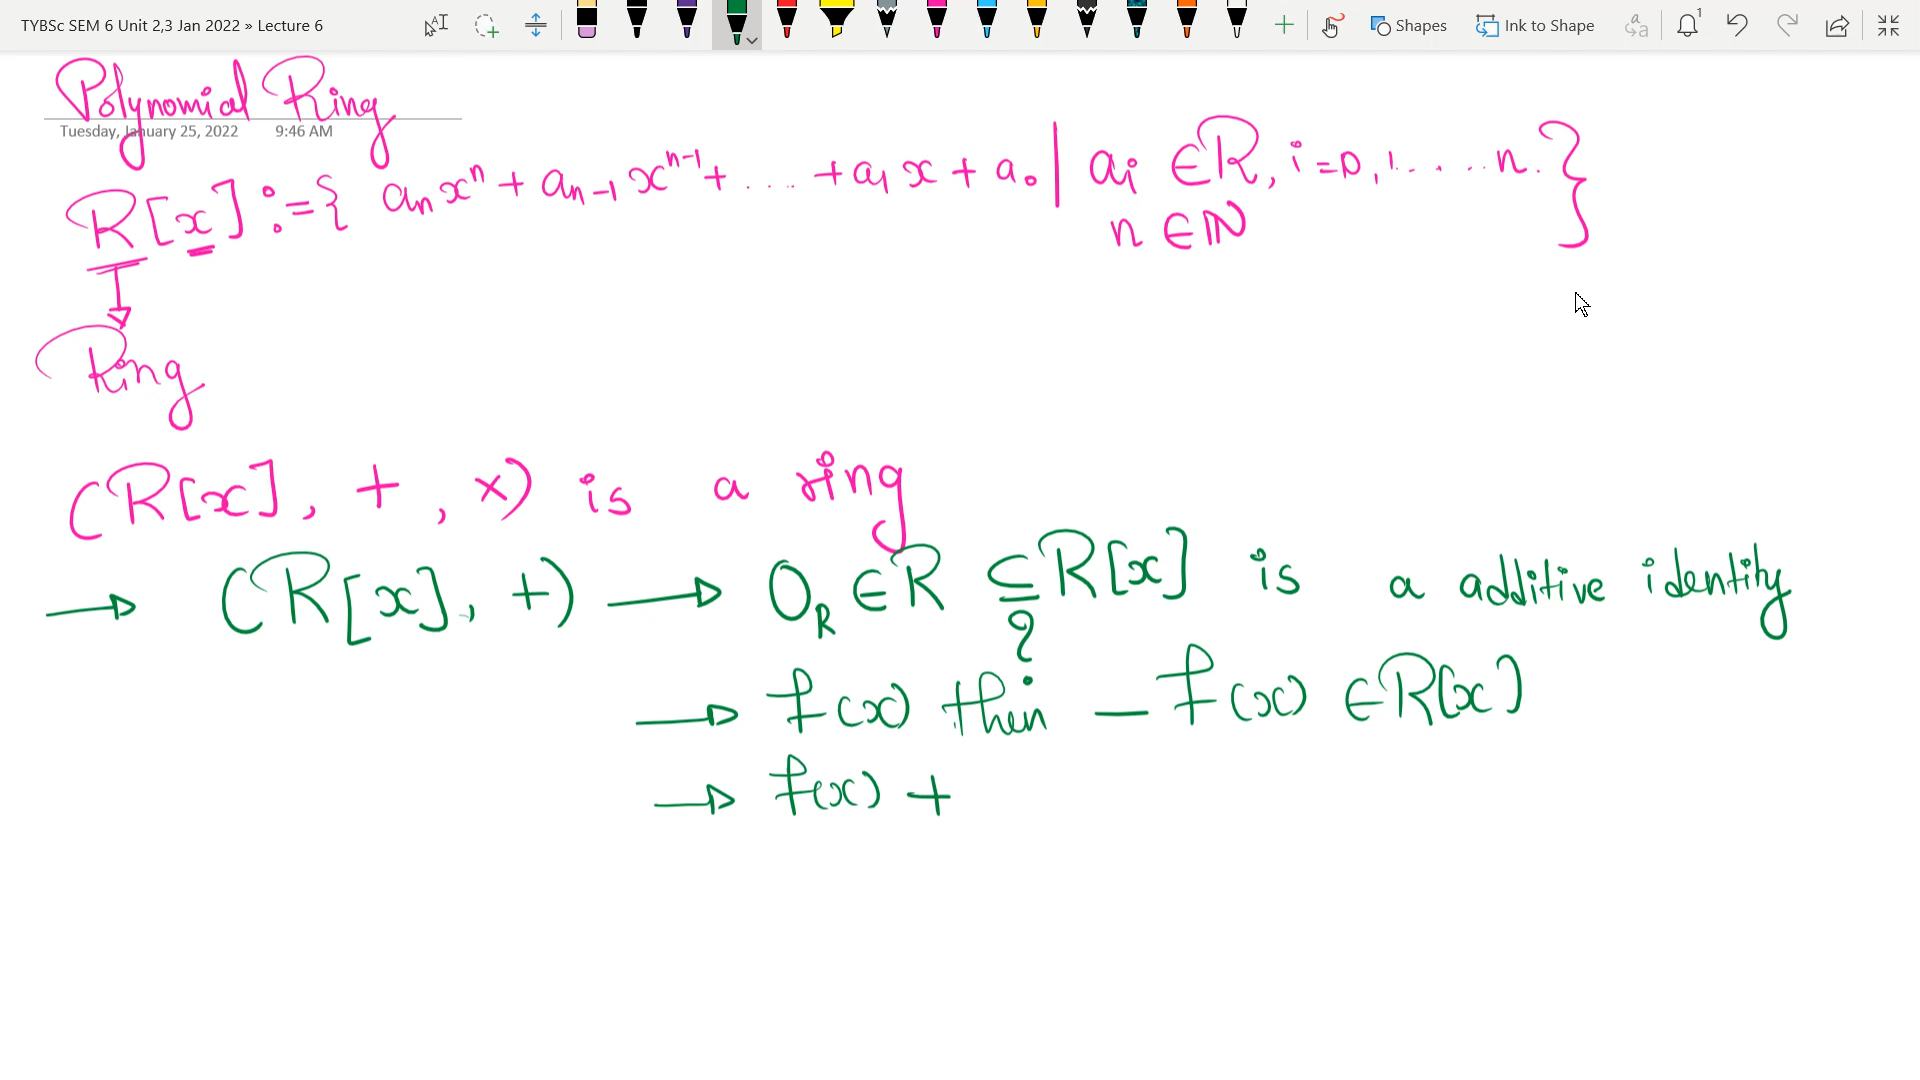 TYBSc SEM 6 Unit 2,3 Jan 2022 » Lecture 6
Shapes
Ink to Shape
1
Polynomial Ring
Tuesday, January 25, 2022 9:46 AM
R[x] := { aₙxⁿ + aₙ₋₁xⁿ⁻¹ + .... + a₁x + a₀ | aᵢ ∈ R, i=0,1.....n. }
n ∈ ℕ
Ring
(R[x], +, ×) is a ring
→ (R[x], +) → 0_R ∈ R ⊆ R[x] is a additive identity
?
→ f(x) then − f(x) ∈ R[x]
→ f(x) +